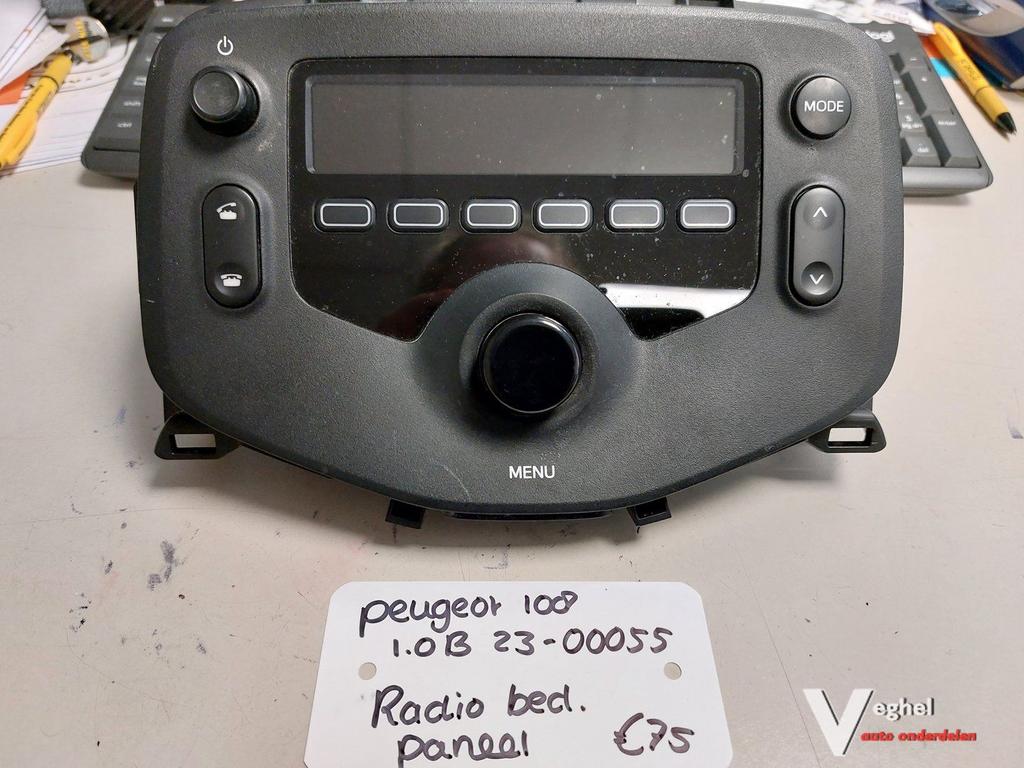 MODE
MENU
peugeot 108
1.0B 23-00055
Radio bed.
paneel €75
Veghel
auto onderdelen